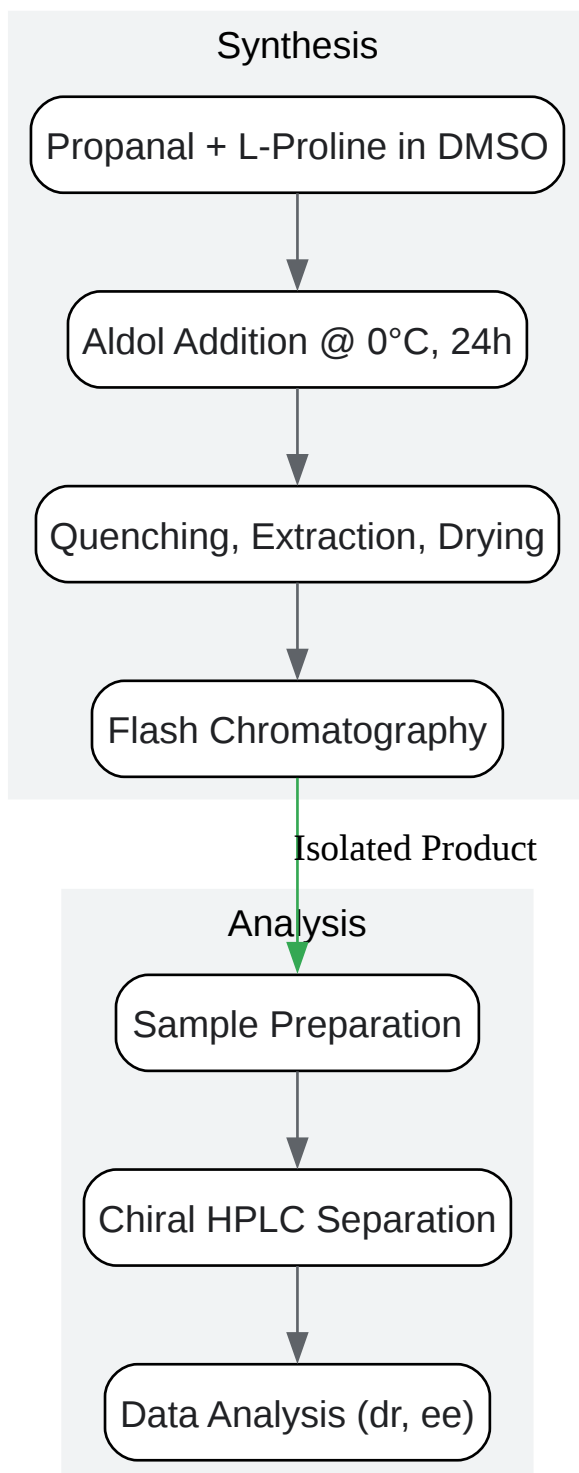 Synthesis
Propanal + L-Proline in DMSO
Aldol Addition @ 0°C, 24h
Quenching, Extraction, Drying
Flash Chromatography
Isolated Product
Analysis
Sample Preparation
Chiral HPLC Separation
Data Analysis (dr, ee)